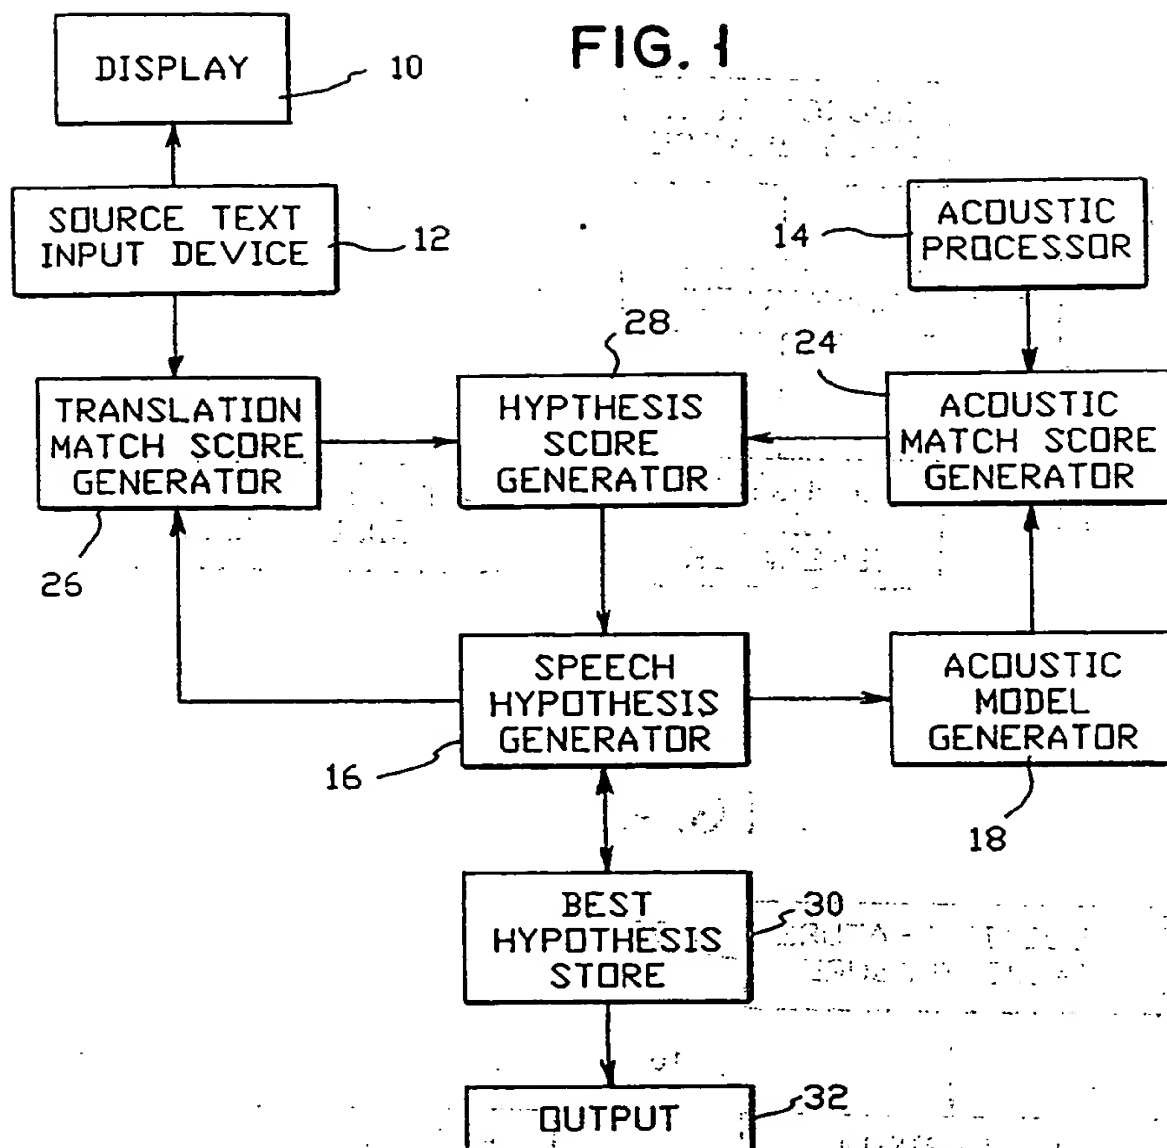 FIG. 1
DISPLAY
10
SOURCE TEXT
INPUT DEVICE
12
14
ACOUSTIC
PROCESSOR
28
24
TRANSLATION
MATCH SCORE
GENERATOR
26
HYPTHESIS
SCORE
GENERATOR
ACOUSTIC
MATCH SCORE
GENERATOR
SPEECH
HYPOTHESIS
GENERATOR
16
ACOUSTIC
MODEL
GENERATOR
18
BEST
HYPOTHESIS
STORE
30
OUTPUT
32